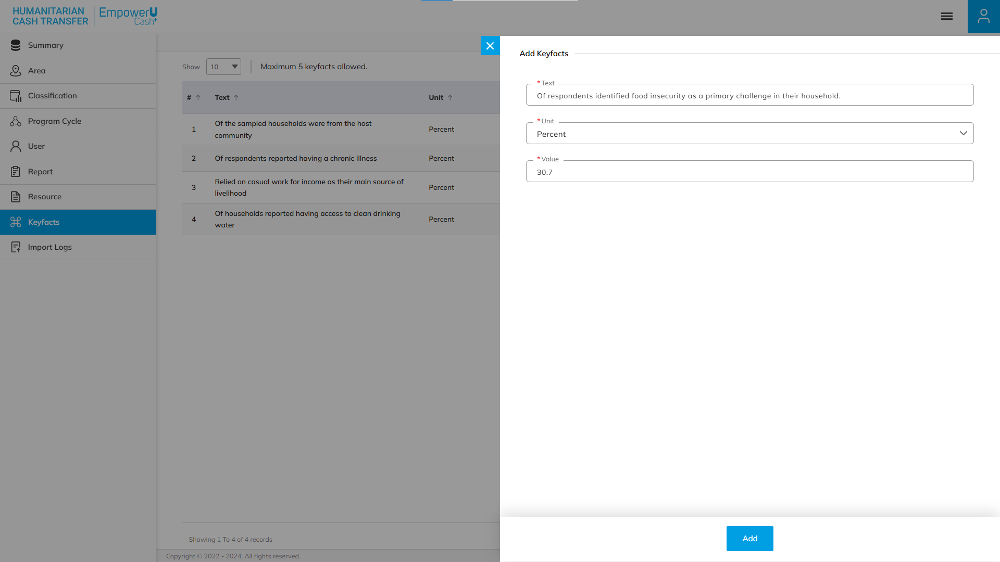 HUMANITARIAN
CASH TRANSFER
EmpowerU
Cash+
Summary
Area
Classification
Program Cycle
User
Report
Resource
Keyfacts
Import Logs
Show 10 Maximum 5 keyfacts allowed.
# Text Unit
1 Of the sampled households were from the host
community Percent
2 Of respondents reported having a chronic illness Percent
3 Relied on casual work for income as their main source of
livelihood Percent
4 Of households reported having access to clean drinking
water Percent
Showing 1 To 4 of 4 records
Copyright © 2022 - 2024. All rights reserved.
Add Keyfacts
* Text
Of respondents identified food insecurity as a primary challenge in their household.
* Unit
Percent
* Value
30.7
Add